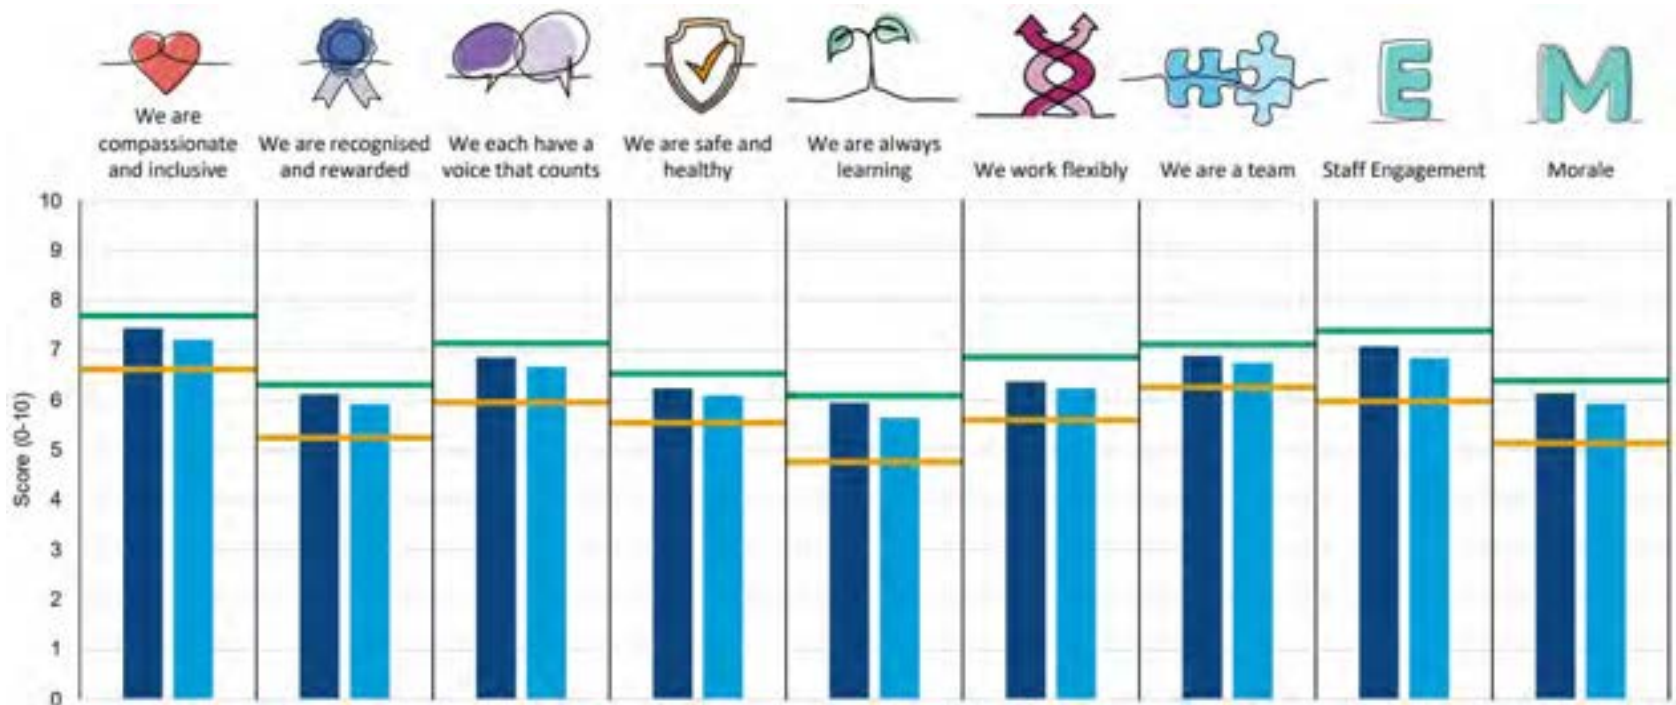 We are
compassionate
and inclusive
We are recognised
and rewarded
We each have a
voice that counts
We are safe and
healthy
We are always
learning
We work flexibly
We are a team
E
Staff Engagement
M
Morale
Score (0-10)
10
9
8
7
6
5
4
3
2
1
0